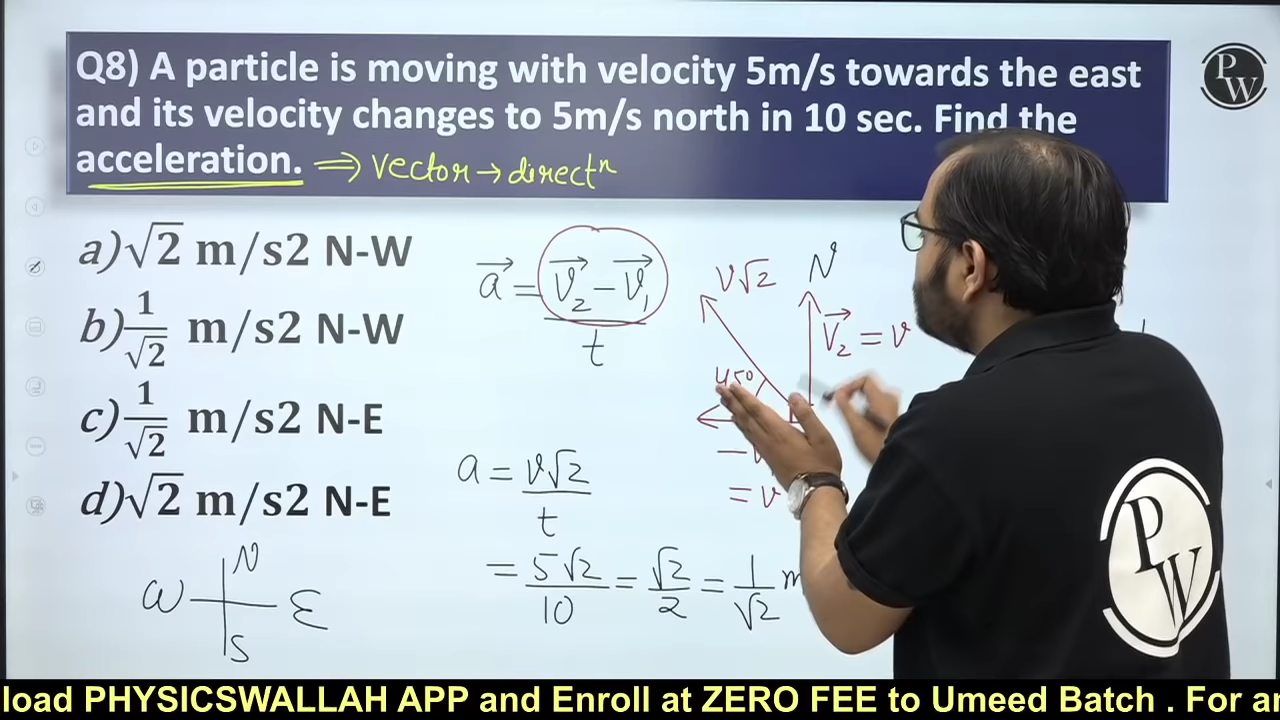 Q8) A particle is moving with velocity 5m/s towards the east
and its velocity changes to 5m/s north in 10 sec. Find the
acceleration. ⟹ vector → directⁿ
P
W
a)√2 m/s2 N-W
b)1/√2 m/s2 N-W
c)1/√2 m/s2 N-E
d)√2 m/s2 N-E
a⃗ = (v⃗₂ − v⃗₁)/t
v√2
N
v⃗₂ = v
45°
−
= v
a = v√2/t
= 5√2/10 = √2/2 = 1/√2 m
N
W E
S
P
W
load PHYSICSWALLAH APP and Enroll at ZERO FEE to Umeed Batch . For